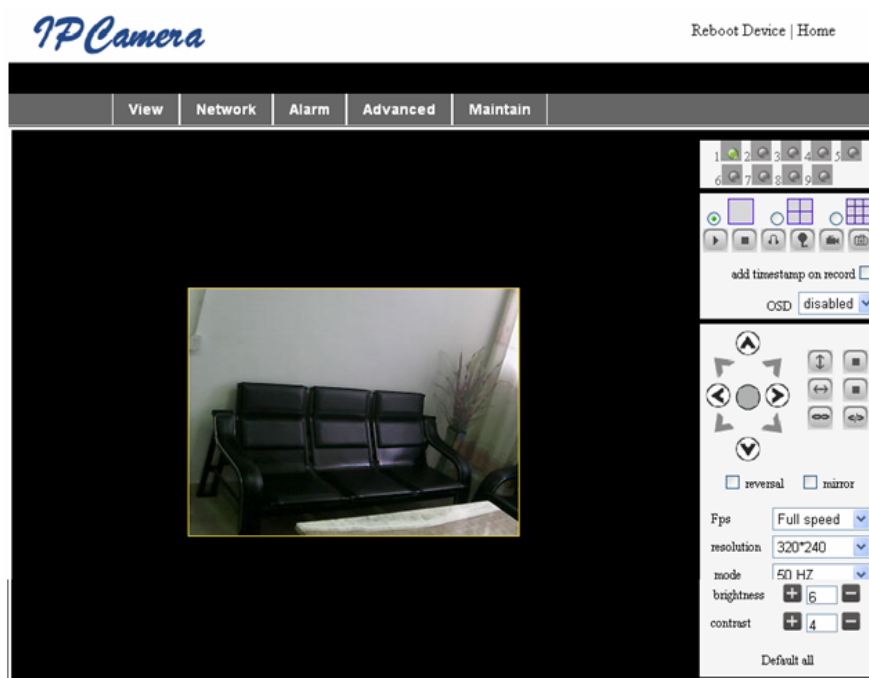 IPCamera
Reboot Device | Home
View Network Alarm Advanced Maintain
1 2 3 4 5
6 7 8 9
add timestamp on record
OSD disabled
reversal mirror
Fps Full speed
resolution 320*240
mode 50 HZ
brightness 6
contrast 4
Default all